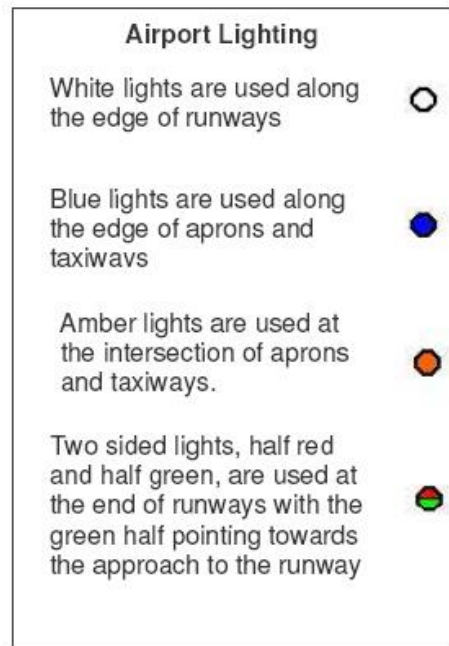 Airport Lighting
White lights are used along
the edge of runways
Blue lights are used along
the edge of aprons and
taxiwavs
Amber lights are used at
the intersection of aprons
and taxiways.
Two sided lights, half red
and half green, are used at
the end of runways with the
green half pointing towards
the approach to the runway